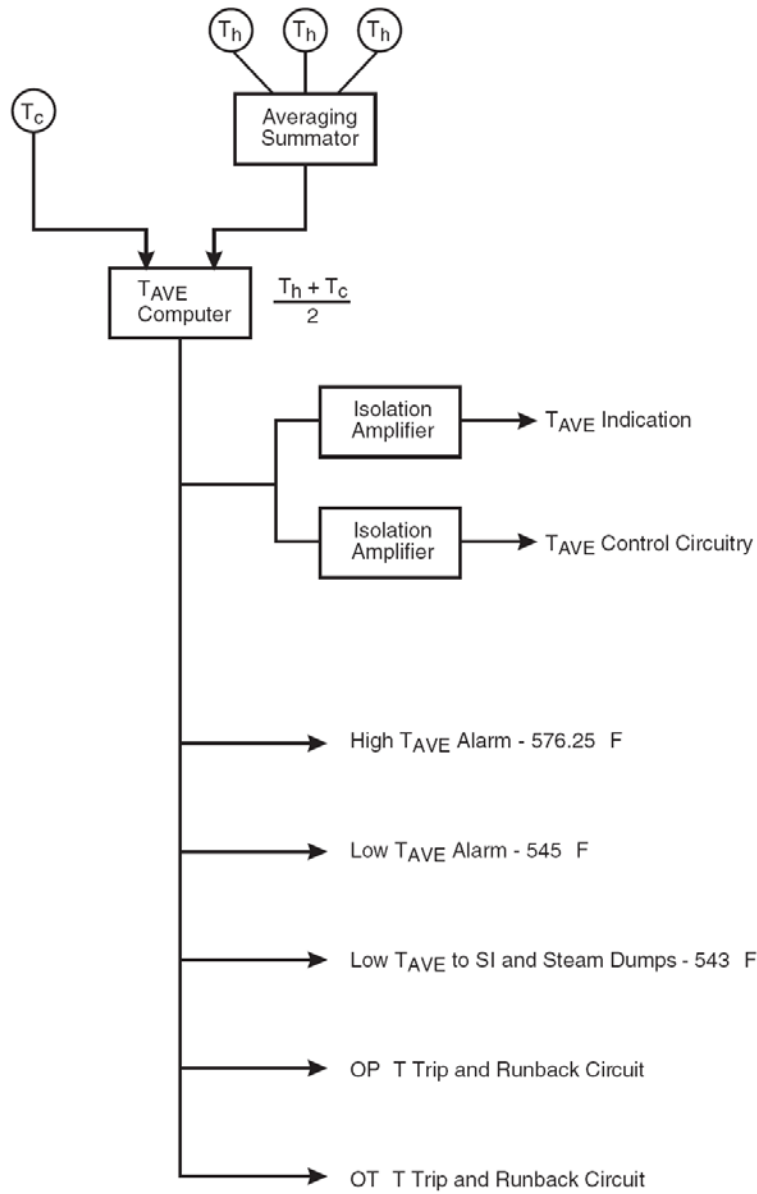 Th Th Th
Tc
Averaging
Summator
TAVE
Computer
Th + Tc
2
Isolation
Amplifier
TAVE Indication
Isolation
Amplifier
TAVE Control Circuitry
High TAVE Alarm - 576.25 F
Low TAVE Alarm - 545 F
Low TAVE to SI and Steam Dumps - 543 F
OP T Trip and Runback Circuit
OT T Trip and Runback Circuit